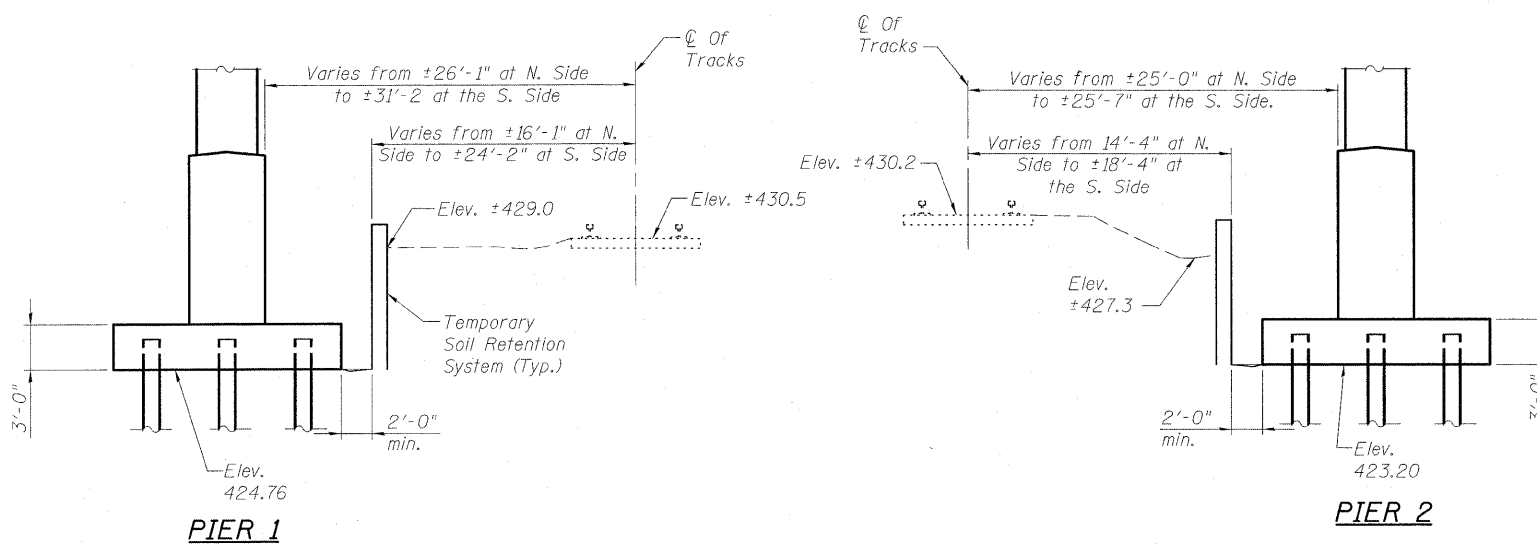 ℄ Of
Tracks
Varies from ±26'-1" at N. Side
to ±31'-2 at the S. Side
Varies from ±16'-1" at N.
Side to ±24'-2" at S. Side
Elev. ±429.0
Elev. ±430.5
Temporary
Soil Retention
System (Typ.)
3'-0"
2'-0"
min.
Elev.
424.76
PIER 1
℄ Of
Tracks
Varies from ±25'-0" at N. Side
to ±25'-7" at the S. Side.
Varies from 14'-4" at N.
Side to ±18'-4" at
the S. Side
Elev. ±430.2
Elev.
±427.3
2'-0"
min.
3'-0"
Elev.
423.20
PIER 2